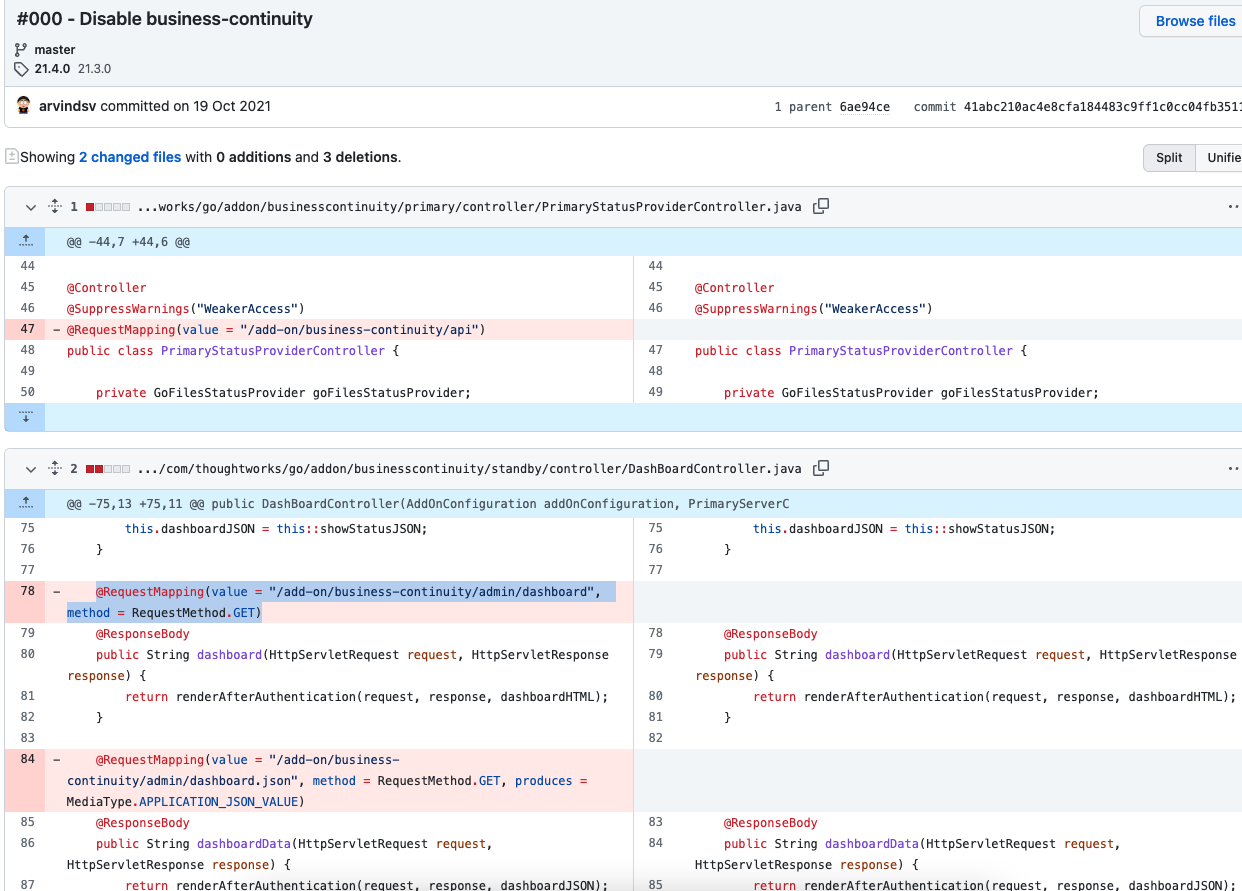 #000 - Disable business-continuity
Browse files
master
21.4.0 21.3.0
arvindsv committed on 19 Oct 2021
1 parent 6ae94ce commit 41abc210ac4e8cfa184483c9ff1c0cc04fb351
Showing 2 changed files with 0 additions and 3 deletions.
Split
Unifie
1 ...works/go/addon/businesscontinuity/primary/controller/PrimaryStatusProviderController.java
@@ -44,7 +44,6 @@
44 44
45 @Controller 45 @Controller
46 @SuppressWarnings("WeakerAccess") 46 @SuppressWarnings("WeakerAccess")
47 - @RequestMapping(value = "/add-on/business-continuity/api")
48 public class PrimaryStatusProviderController { 47 public class PrimaryStatusProviderController {
49 48
50 private GoFilesStatusProvider goFilesStatusProvider; 49 private GoFilesStatusProvider goFilesStatusProvider;
2 .../com/thoughtworks/go/addon/businesscontinuity/standby/controller/DashBoardController.java
@@ -75,13 +75,11 @@ public DashBoardController(AddOnConfiguration addOnConfiguration, PrimaryServerC
75 this.dashboardJSON = this::showStatusJSON; 75 this.dashboardJSON = this::showStatusJSON;
76 } 76 }
77 77
78 - @RequestMapping(value = "/add-on/business-continuity/admin/dashboard",
method = RequestMethod.GET)
79 @ResponseBody 78 @ResponseBody
80 public String dashboard(HttpServletRequest request, HttpServletResponse 79 public String dashboard(HttpServletRequest request, HttpServletResponse
response) { response) {
81 return renderAfterAuthentication(request, response, dashboardHTML); 80 return renderAfterAuthentication(request, response, dashboardHTML);
82 } 81 }
83 82
84 - @RequestMapping(value = "/add-on/business-
continuity/admin/dashboard.json", method = RequestMethod.GET, produces =
MediaType.APPLICATION_JSON_VALUE)
85 @ResponseBody 83 @ResponseBody
86 public String dashboardData(HttpServletRequest request, 84 public String dashboardData(HttpServletRequest request,
HttpServletResponse response) { HttpServletResponse response) {
87 return renderAfterAuthentication(request, response, dashboardJSON); 85 return renderAfterAuthentication(request, response, dashboardJSON);